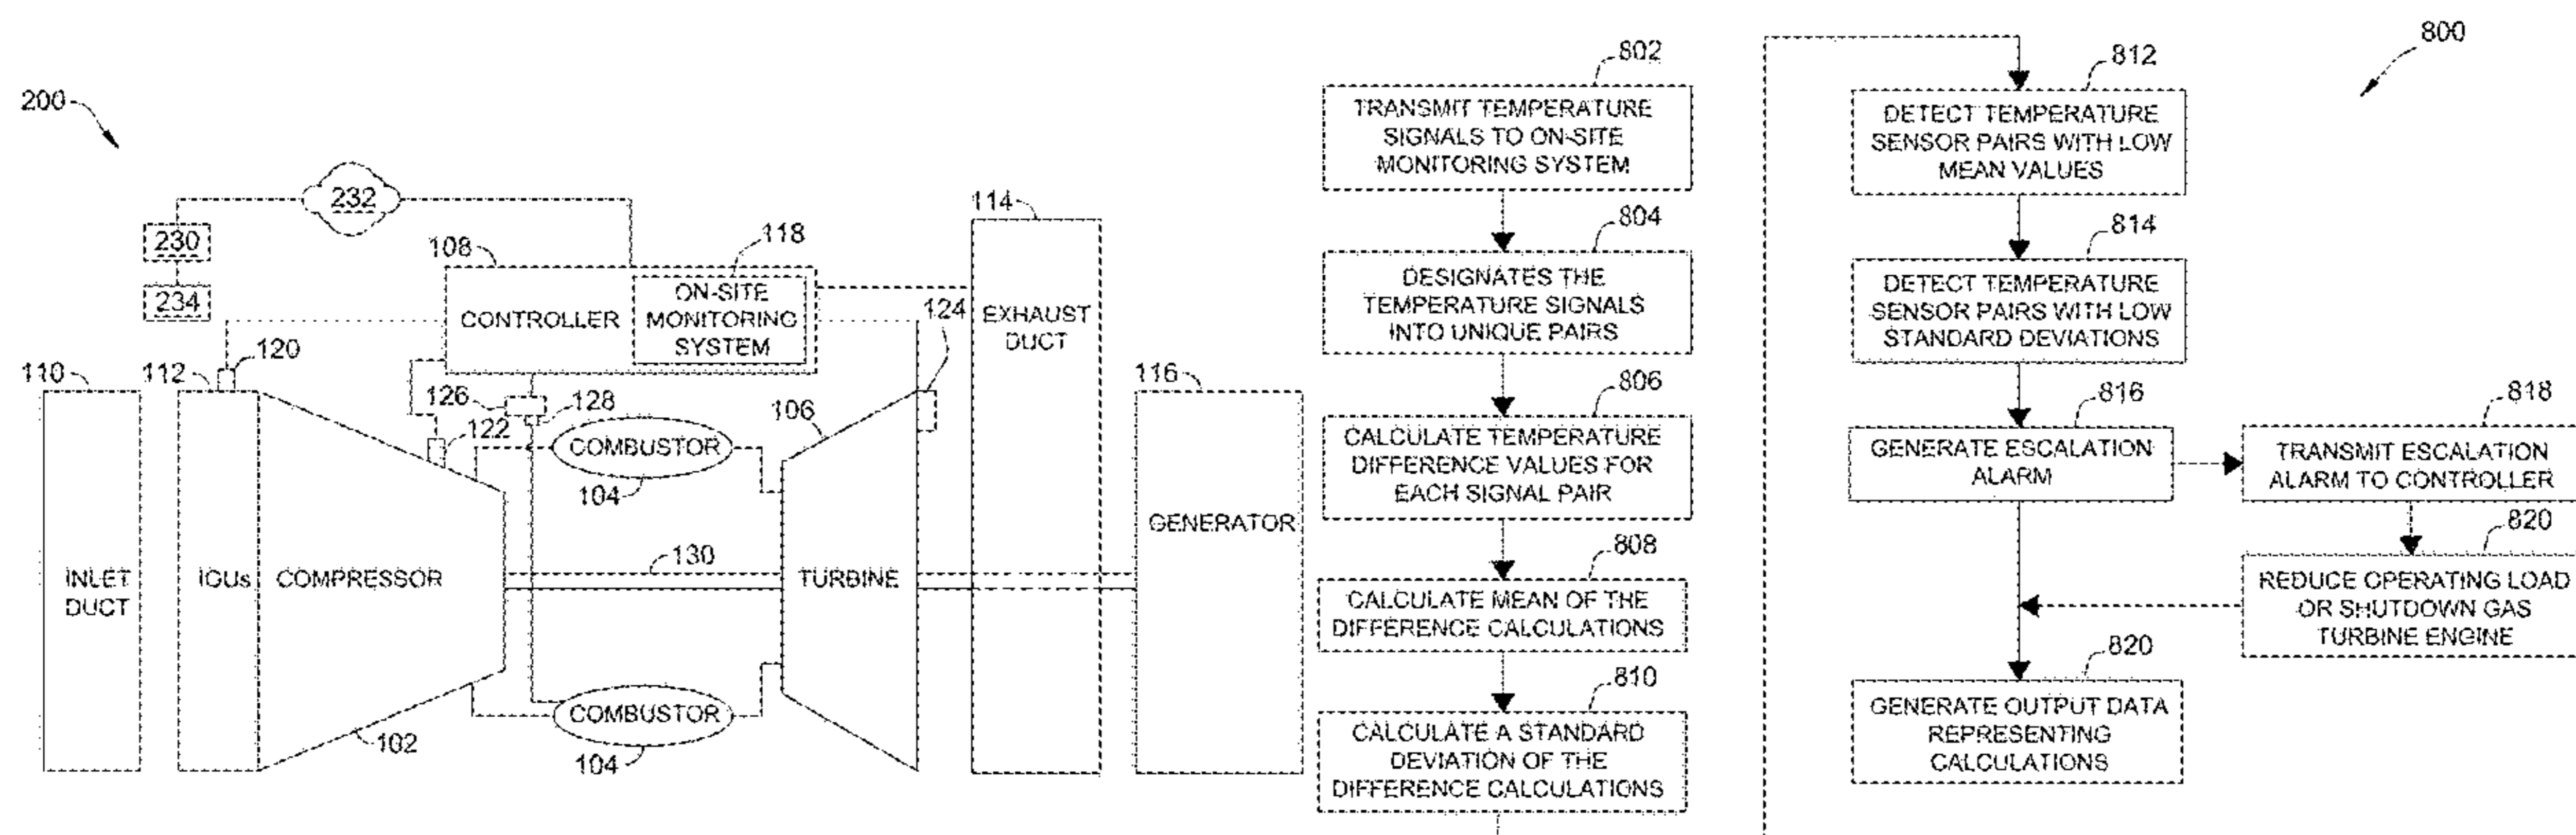 200
232
230
234
108
118
ON-SITE
MONITORING
SYSTEM
CONTROLLER
114
EXHAUST
DUCT
124
110
INLET
DUCT
112
120
IGUs
COMPRESSOR
102
122
126
128
COMBUSTOR
104
130
COMBUSTOR
104
106
TURBINE
116
GENERATOR
802
TRANSMIT TEMPERATURE
SIGNALS TO ON-SITE
MONITORING SYSTEM
804
DESIGNATES THE
TEMPERATURE SIGNALS
INTO UNIQUE PAIRS
806
CALCULATE TEMPERATURE
DIFFERENCE VALUES FOR
EACH SIGNAL PAIR
808
CALCULATE MEAN OF THE
DIFFERENCE CALCULATIONS
810
CALCULATE A STANDARD
DEVIATION OF THE
DIFFERENCE CALCULATIONS
800
812
DETECT TEMPERATURE
SENSOR PAIRS WITH LOW
MEAN VALUES
814
DETECT TEMPERATURE
SENSOR PAIRS WITH LOW
STANDARD DEVIATIONS
816
GENERATE ESCALATION
ALARM
818
TRANSMIT ESCALATION
ALARM TO CONTROLLER
820
REDUCE OPERATING LOAD
OR SHUTDOWN GAS
TURBINE ENGINE
820
GENERATE OUTPUT DATA
REPRESENTING
CALCULATIONS